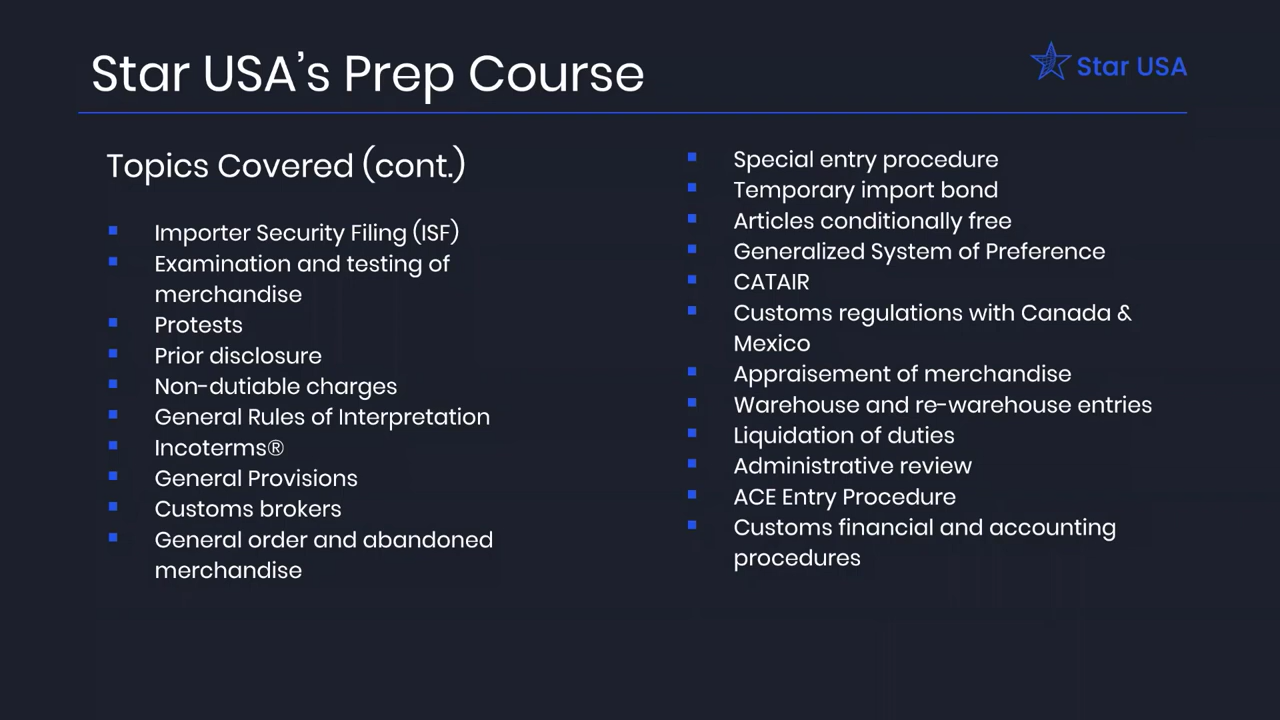 Star USA’s Prep Course
Star USA
Topics Covered (cont.)
Importer Security Filing (ISF)
Examination and testing of
merchandise
Protests
Prior disclosure
Non-dutiable charges
General Rules of Interpretation
Incoterms®
General Provisions
Customs brokers
General order and abandoned
merchandise
Special entry procedure
Temporary import bond
Articles conditionally free
Generalized System of Preference
CATAIR
Customs regulations with Canada &
Mexico
Appraisement of merchandise
Warehouse and re-warehouse entries
Liquidation of duties
Administrative review
ACE Entry Procedure
Customs financial and accounting
procedures